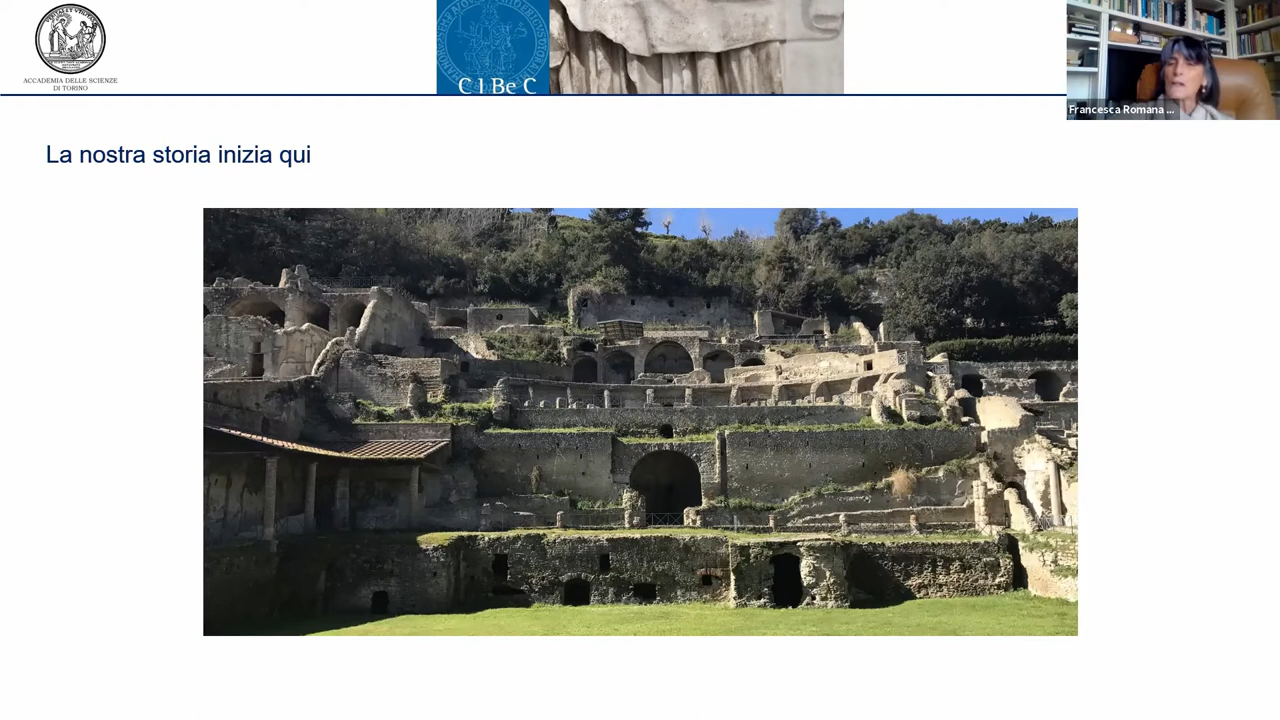 ACCADEMIA DELLE SCIENZE
DI TORINO
C I Be C
Francesca Romana ...
La nostra storia inizia qui